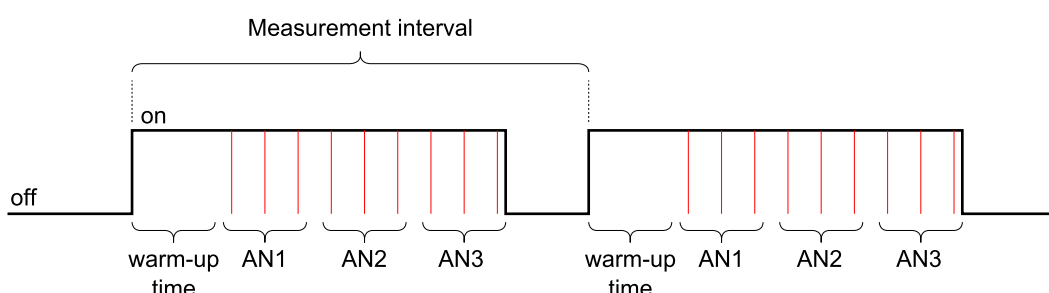 Measurement interval
on
off
warm-up AN1 AN2 AN3 warm-up AN1 AN2 AN3
time time